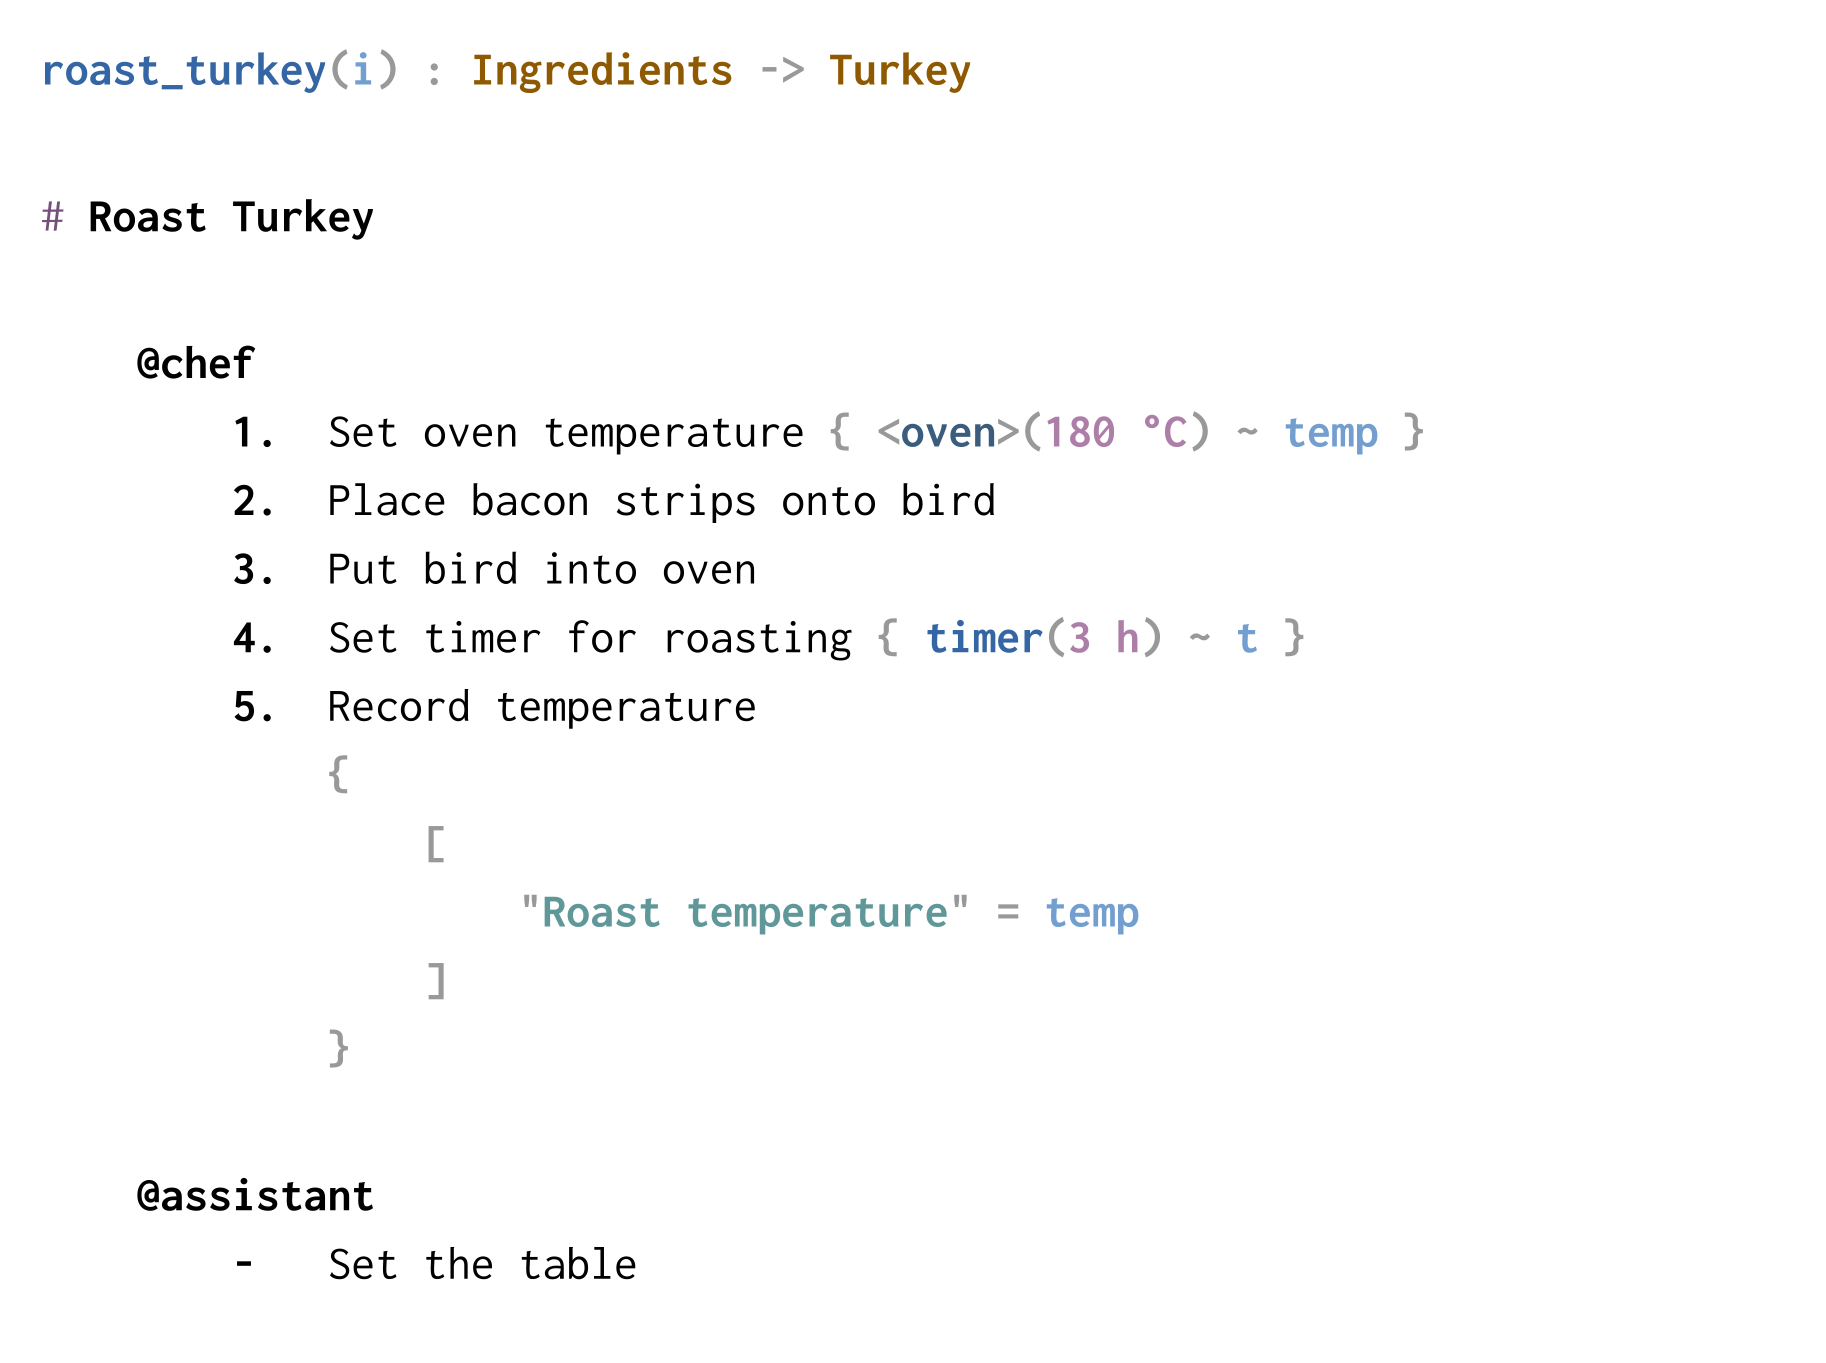 roast_turkey(i) : Ingredients -> Turkey
# Roast Turkey
@chef
1. Set oven temperature { <oven>(180 °C) ~ temp }
2. Place bacon strips onto bird
3. Put bird into oven
4. Set timer for roasting { timer(3 h) ~ t }
5. Record temperature
{
[
"Roast temperature" = temp
]
}
@assistant
- Set the table